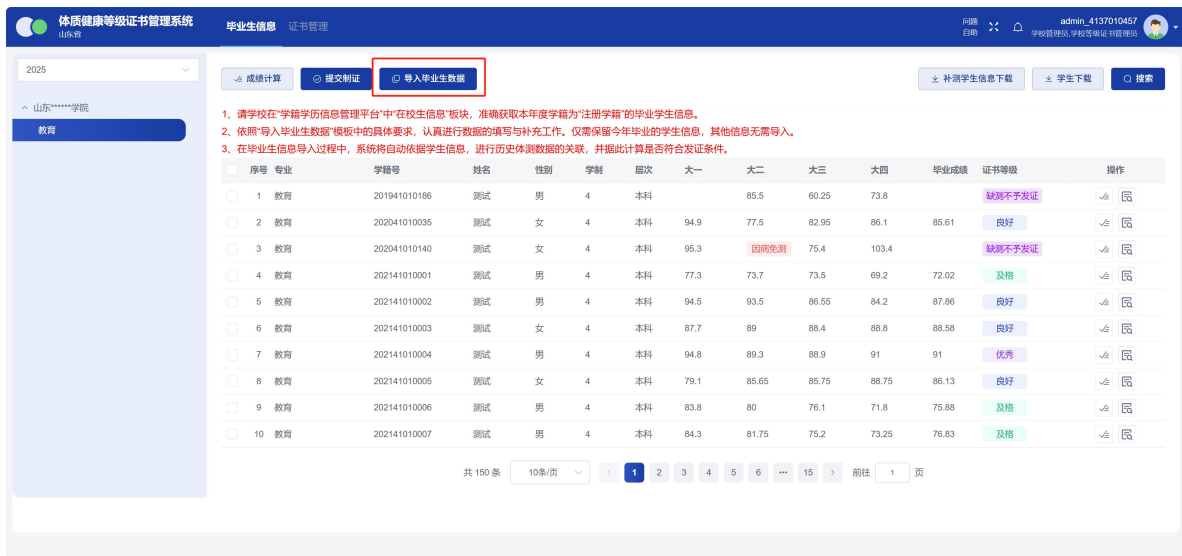 体质健康等级证书管理系统
山东省
毕业生信息 证书管理
问题自助
admin_4137010457
学校管理员,学校等级证书管理员
2025
山东******学院
教育
成绩计算 提交制证 导入毕业生数据 补测学生信息下载 学生下载 搜索
1、请学校在“学籍学历信息管理平台”中“在校生信息”板块，准确获取本年度学籍为“注册学籍”的毕业学生信息。
2、依照“导入毕业生数据”模板中的具体要求，认真进行数据的填写与补充工作。仅需保留今年毕业的学生信息，其他信息无需导入。
3、在毕业生信息导入过程中，系统将自动依据学生信息，进行历史体测数据的关联，并据此计算是否符合发证条件。
序号 专业 学籍号 姓名 性别 学制 层次 大一 大二 大三 大四 毕业成绩 证书等级 操作
1 教育 201941010186 测试 男 4 本科 85.5 60.25 73.8 缺测不予发证
2 教育 202041010035 测试 女 4 本科 94.9 77.5 82.95 86.1 85.61 良好
3 教育 202041010140 测试 女 4 本科 95.3 因病免测 75.4 103.4 缺测不予发证
4 教育 202141010001 测试 男 4 本科 77.3 73.7 73.5 69.2 72.02 及格
5 教育 202141010002 测试 男 4 本科 94.5 93.5 86.55 84.2 87.86 良好
6 教育 202141010003 测试 女 4 本科 87.7 89 88.4 88.8 88.58 良好
7 教育 202141010004 测试 男 4 本科 94.8 89.3 88.9 91 91 优秀
8 教育 202141010005 测试 女 4 本科 79.1 85.65 85.75 88.75 86.13 良好
9 教育 202141010006 测试 男 4 本科 83.8 80 76.1 71.8 75.88 及格
10 教育 202141010007 测试 男 4 本科 84.3 81.75 75.2 73.25 76.83 及格
共 150 条 10条/页 1 2 3 4 5 6 ••• 15 前往 1 页